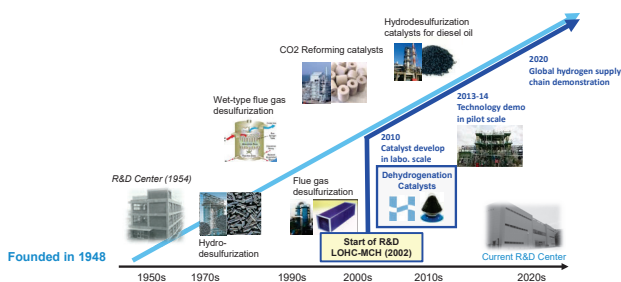 Hydrodesulfurization
catalysts for diesel oil
CO2 Reforming catalysts
2020
Global hydrogen supply
chain demonstration
2013-14
Technology demo
in pilot scale
Wet-type flue gas
desulfurization
2010
Catalyst develop
in labo. scale
R&D Center (1954)
Flue gas
desulfurization
Dehydrogenation
Catalysts
Hydro-
desulfurization
Start of R&D
LOHC-MCH (2002)
Founded in 1948
Current R&D Center
1950s
1970s
1990s
2000s
2010s
2020s